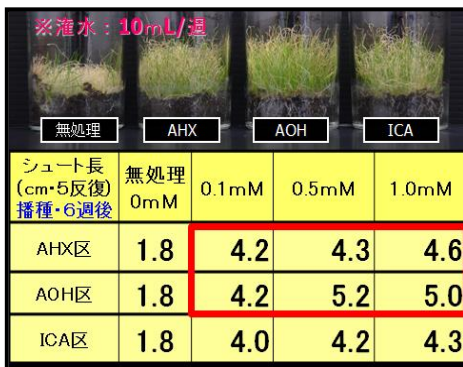 ※灌水:10mL/週
無処理 AHX AOH ICA
シュート長
(cm・5反復)
播種・6週後
無処理
0mM
0.1mM 0.5mM 1.0mM
AHX区 1.8 4.2 4.3 4.6
AOH区 1.8 4.2 5.2 5.0
ICA区 1.8 4.0 4.2 4.3